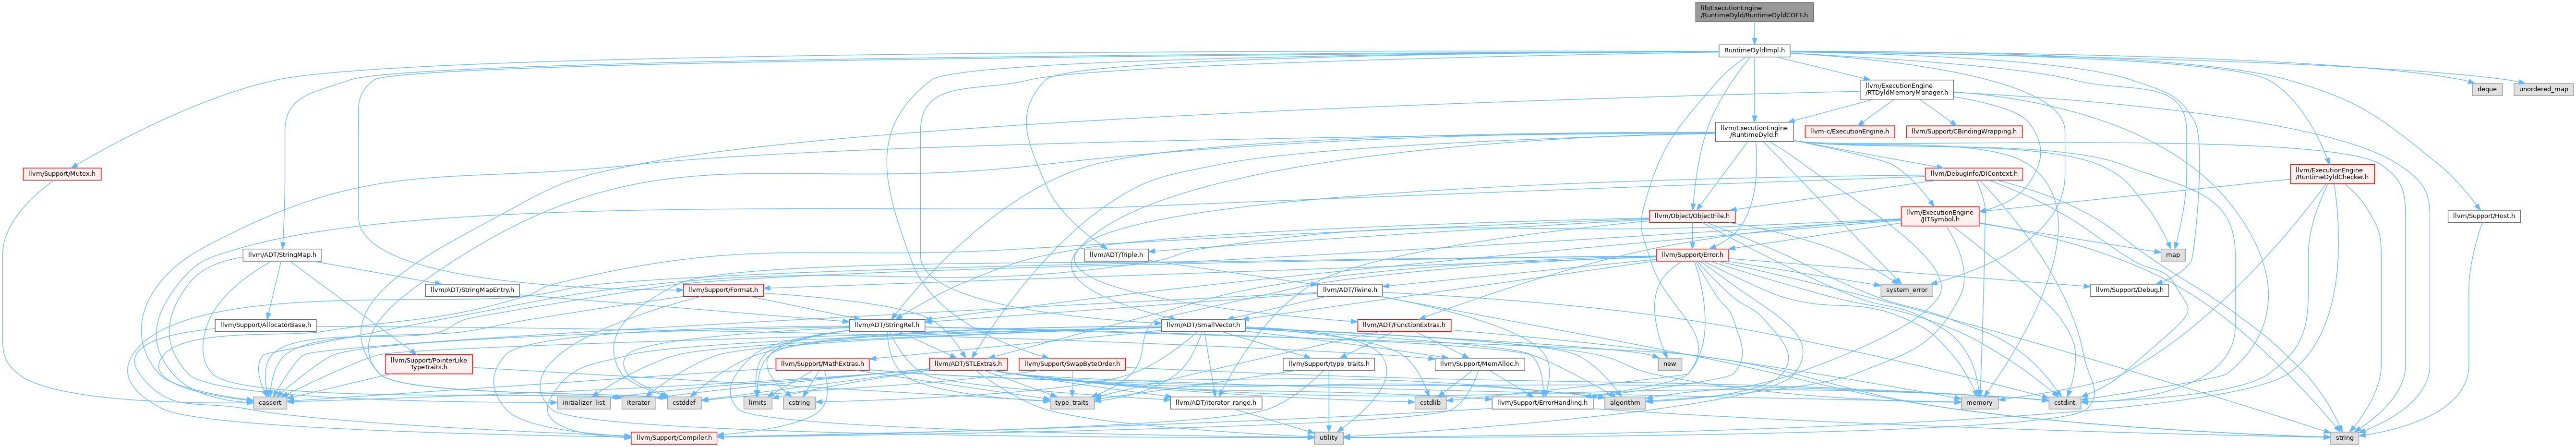 lib/ExecutionEngine
/RuntimeDyld/RuntimeDyldCOFF.h
RuntimeDyldImpl.h
llvm/ExecutionEngine
/RTDyldMemoryManager.h
deque
unordered_map
llvm/ExecutionEngine
/RuntimeDyld.h
llvm-c/ExecutionEngine.h
llvm/Support/CBindingWrapping.h
llvm/Support/Mutex.h
llvm/DebugInfo/DIContext.h
llvm/ExecutionEngine
/RuntimeDyldChecker.h
llvm/Object/ObjectFile.h
llvm/ExecutionEngine
/JITSymbol.h
llvm/Support/Host.h
llvm/ADT/StringMap.h
llvm/ADT/Triple.h
llvm/Support/Error.h
map
llvm/ADT/StringMapEntry.h
llvm/Support/Format.h
llvm/ADT/Twine.h
system_error
llvm/Support/Debug.h
llvm/Support/AllocatorBase.h
llvm/ADT/StringRef.h
llvm/ADT/SmallVector.h
llvm/ADT/FunctionExtras.h
llvm/Support/PointerLike
TypeTraits.h
llvm/Support/MathExtras.h
llvm/ADT/STLExtras.h
llvm/Support/SwapByteOrder.h
llvm/Support/type_traits.h
llvm/Support/MemAlloc.h
new
cassert
initializer_list
iterator
cstddef
limits
cstring
type_traits
llvm/ADT/iterator_range.h
cstdlib
llvm/Support/ErrorHandling.h
algorithm
memory
cstdint
llvm/Support/Compiler.h
utility
string